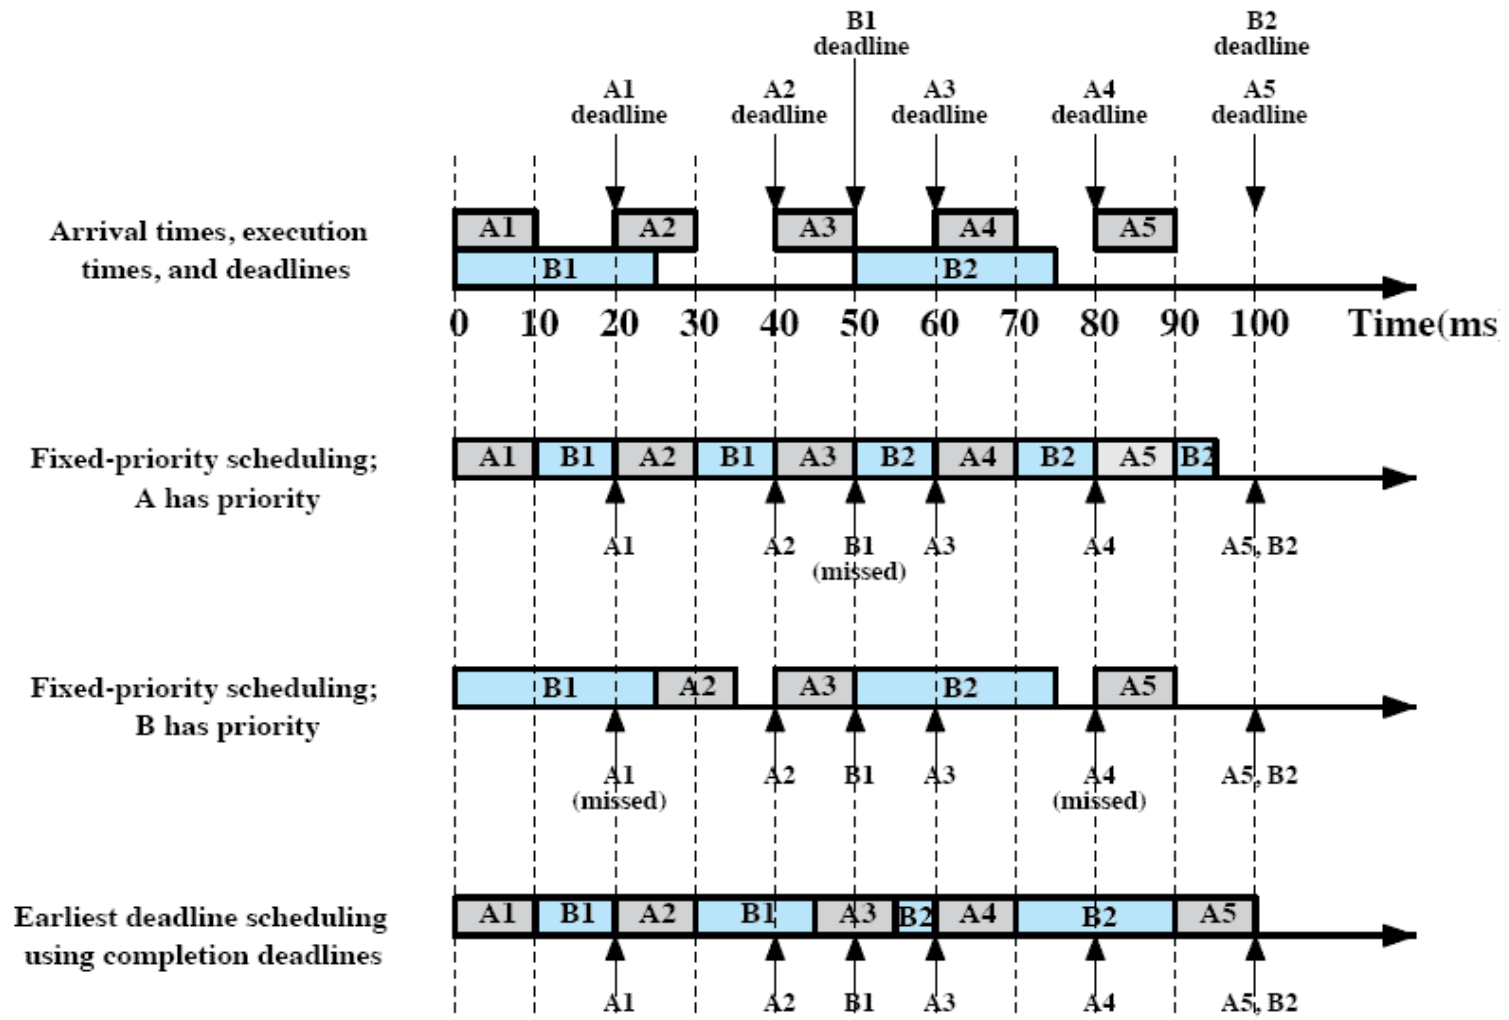 B1
deadline
B2
deadline
A1
deadline
A2
deadline
A3
deadline
A4
deadline
A5
deadline
Arrival times, execution
times, and deadlines
A1 A2 A3 A4 A5
B1 B2
0 10 20 30 40 50 60 70 80 90 100 Time(ms)
Fixed-priority scheduling;
A has priority
A1 B1 A2 B1 A3 B2 A4 B2 A5 B2
A1 A2 B1 A3 A4 A5, B2
(missed)
Fixed-priority scheduling;
B has priority
B1 A2 A3 B2 A5
A1 A2 B1 A3 A4 A5, B2
(missed) (missed)
Earliest deadline scheduling
using completion deadlines
A1 B1 A2 B1 A3 B2 A4 B2 A5
A1 A2 B1 A3 A4 A5, B2